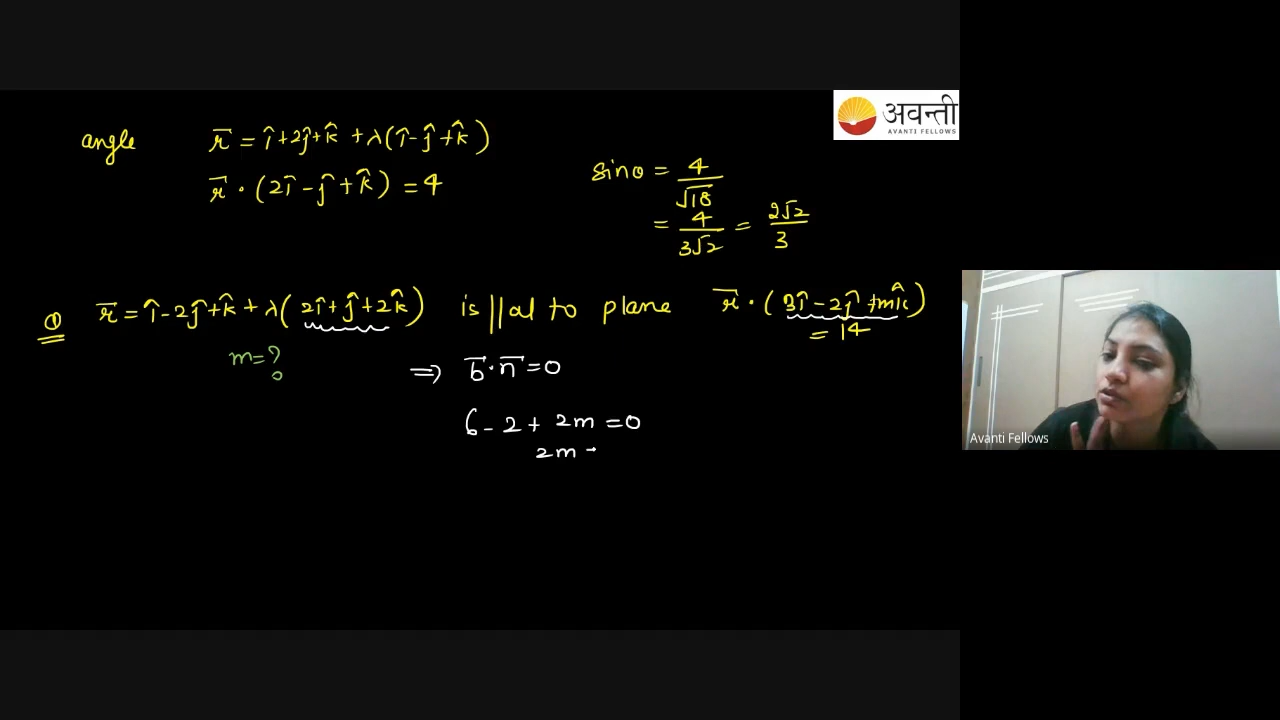 अवन्ती
AVANTI FELLOWS
angle r̄ = î+2ĵ+k̂ +λ(î-ĵ+k̂)
r̄ · (2î-ĵ+k̂) = 4
sinθ = 4/√18
= 4/3√2 = 2√2/3
Q r̄ = î-2ĵ+k̂+λ(2î+ĵ+2k̂) is ||al to plane r̄ · (3î-2ĵ+mk̂)
= 14
m=?
⇒ b̄·n̄=0
6-2+2m=0
2m -
Avanti Fellows